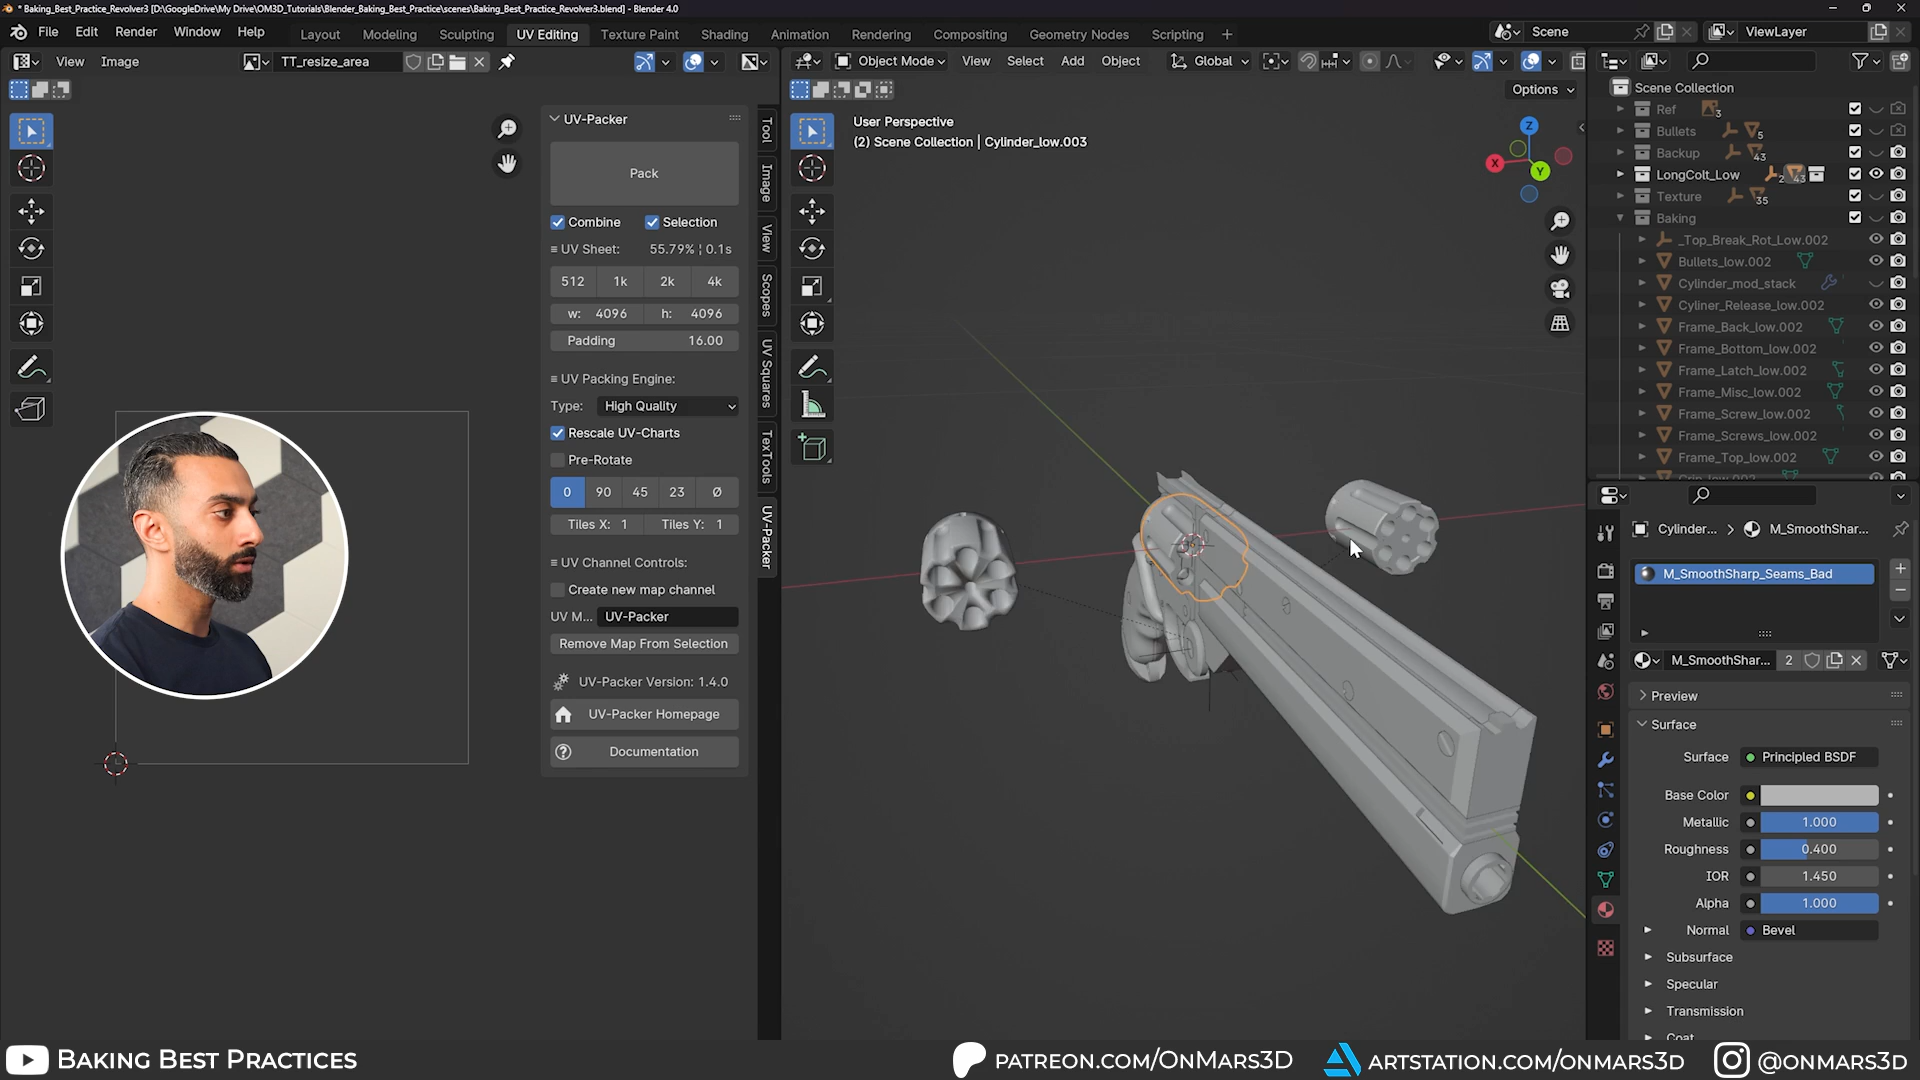 * Baking_Best_Practice_Revolver3 [D:\GoogleDrive\My Drive\OM3D_Tutorials\Blender_Baking_Best_Practice\scenes\Baking_Best_Practice_Revolver3.blend] - Blender 4.0
File Edit Render Window Help
Layout Modeling Sculpting UV Editing Texture Paint Shading Animation Rendering Compositing Geometry Nodes Scripting +
Scene
ViewLayer
View Image
TT_resize_area
Object Mode View Select Add Object
Global
Options
UV-Packer
Pack
Combine Selection
UV Sheet: 55.79% ¦ 0.1s
512 1k 2k 4k
w: 4096 h: 4096
Padding 16.00
UV Packing Engine:
Type: High Quality
Rescale UV-Charts
Pre-Rotate
0 90 45 23 Ø
Tiles X: 1 Tiles Y: 1
UV Channel Controls:
Create new map channel
UV M... UV-Packer
Remove Map From Selection
UV-Packer Version: 1.4.0
UV-Packer Homepage
Documentation
Tool
Image
View
Scopes
UV Squares
TexTools
UV-Packer
User Perspective
(2) Scene Collection | Cylinder_low.003
Z
X
Y
Scene Collection
Ref 3
Bullets 5
Backup 43
LongColt_Low 2 43
Texture 35
Baking
_Top_Break_Rot_Low.002
Bullets_low.002
Cylinder_mod_stack
Cyliner_Release_low.002
Frame_Back_low.002
Frame_Bottom_low.002
Frame_Latch_low.002
Frame_Misc_low.002
Frame_Screw_low.002
Frame_Screws_low.002
Frame_Top_low.002
Grip_low.002
Cylinder... > M_SmoothShar...
M_SmoothSharp_Seams_Bad
M_SmoothShar... 2
Preview
Surface
Surface Principled BSDF
Base Color
Metallic 1.000
Roughness 0.400
IOR 1.450
Alpha 1.000
Normal Bevel
Subsurface
Specular
Transmission
Coat
Baking Best Practices
patreon.com/OnMars3D
artstation.com/onmars3D
@onmars3D